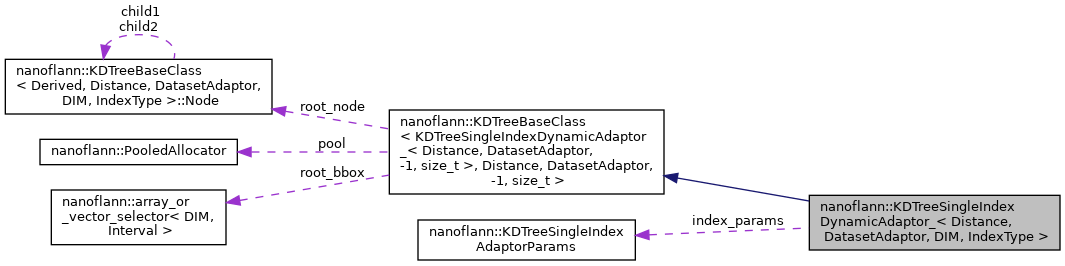 child1
child2
nanoflann::KDTreeBaseClass
< Derived, Distance, DatasetAdaptor,
DIM, IndexType >::Node
root_node
nanoflann::KDTreeBaseClass
< KDTreeSingleIndexDynamicAdaptor
_< Distance, DatasetAdaptor,
-1, size_t >, Distance, DatasetAdaptor,
-1, size_t >
pool
nanoflann::PooledAllocator
root_bbox
nanoflann::array_or
_vector_selector< DIM,
Interval >
nanoflann::KDTreeSingleIndex
DynamicAdaptor_< Distance,
DatasetAdaptor, DIM, IndexType >
index_params
nanoflann::KDTreeSingleIndex
AdaptorParams